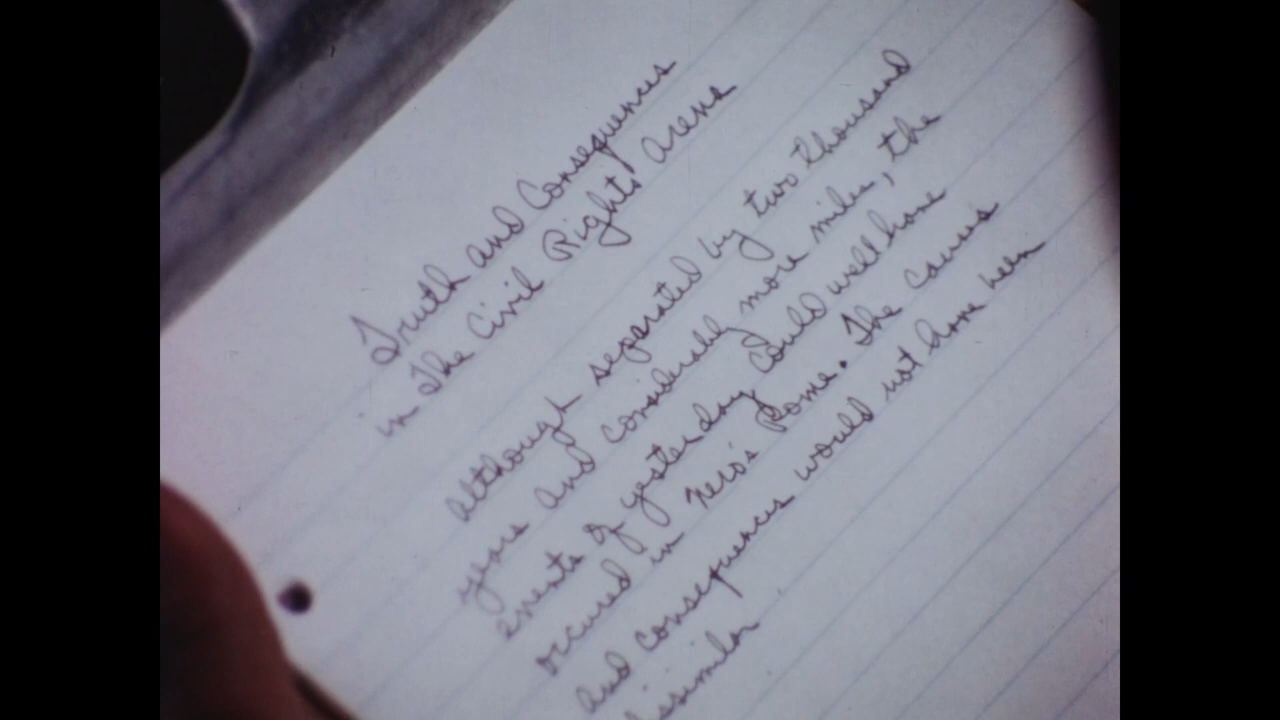 Truth and Consequences
in The Civil Rights arena
Although separated by two thousand
years and considerably more miles, the
events of yesterday could well have
occured in Nero's Rome. The causes
and consequences would not have been
dissimilar